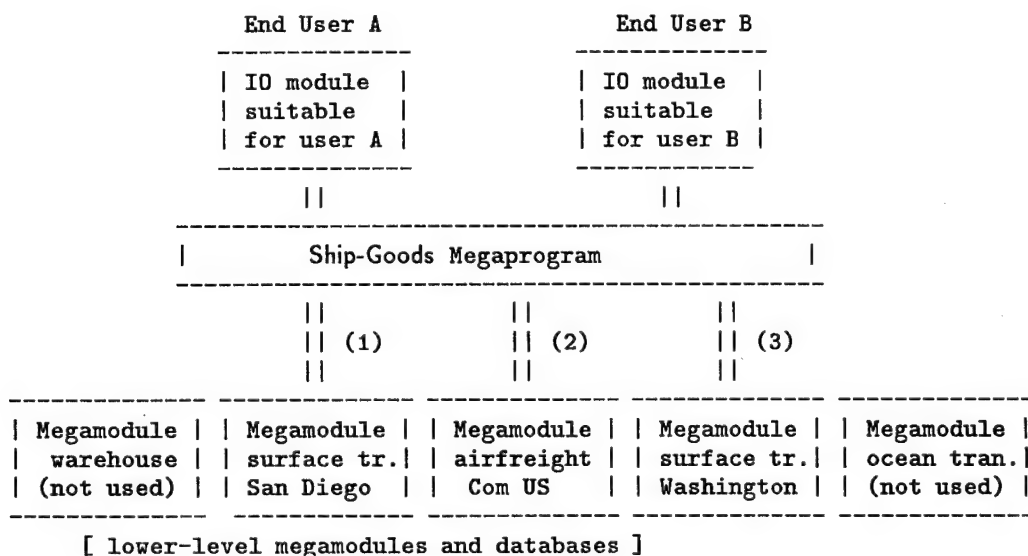 End User A End User B
--------------- ---------------
| IO module | | IO module |
| suitable | | suitable |
| for user A | | for user B |
--------------- ---------------
|| ||
--------------------------------------------------
| Ship-Goods Megaprogram |
--------------------------------------------------
|| || ||
|| (1) || (2) || (3)
|| || ||
--------------- --------------- --------------- --------------- ---------------
| Megamodule | | Megamodule | | Megamodule | | Megamodule | | Megamodule |
| warehouse | | surface tr.| | airfreight | | surface tr.| | ocean tran.|
| (not used) | | San Diego | | Com US | | Washington | | (not used) |
--------------- --------------- --------------- --------------- ---------------
[ lower-level megamodules and databases ]